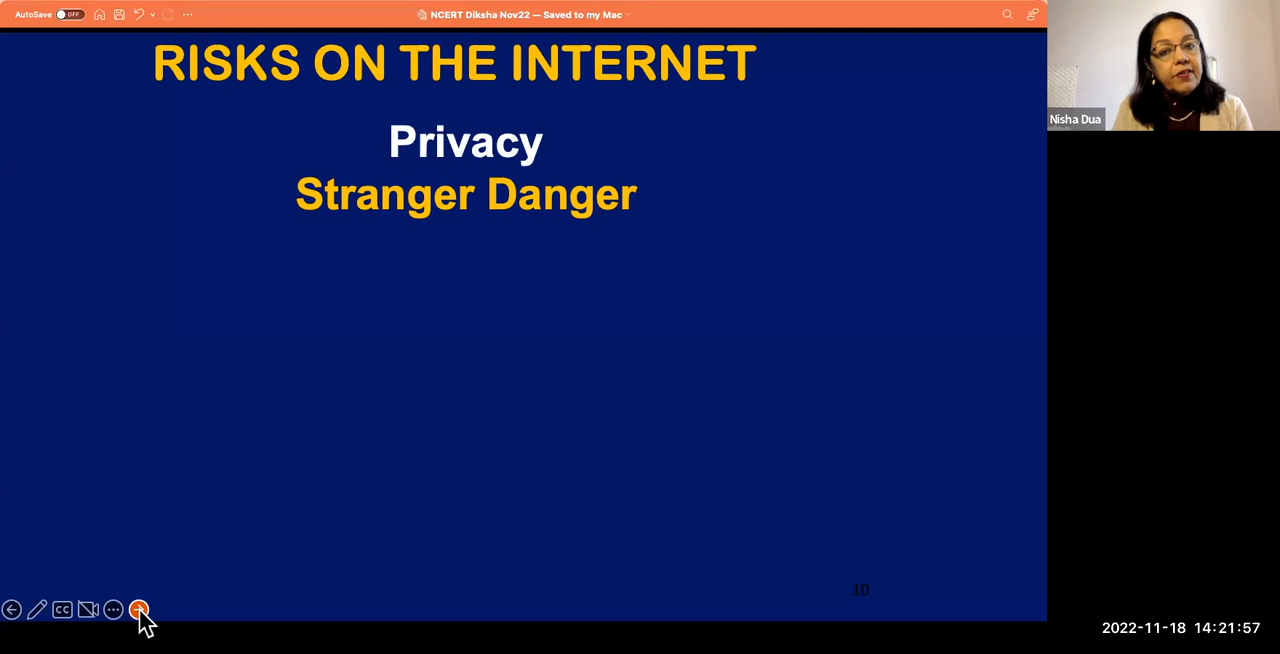 AutoSave OFF
NCERT Diksha Nov22 — Saved to my Mac
RISKS ON THE INTERNET
Privacy
Stranger Danger
Nisha Dua
10
CC
2022-11-18 14:21:57